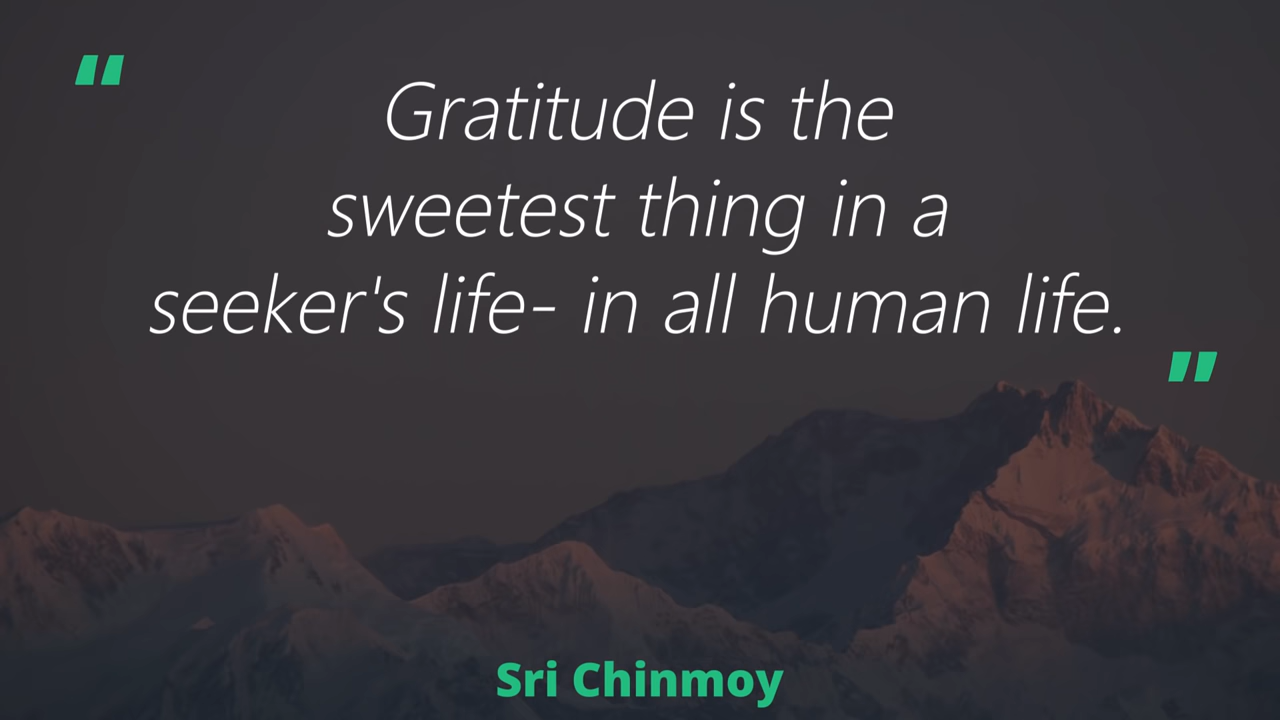 “
Gratitude is the
sweetest thing in a
seeker's life- in all human life.
”
Sri Chinmoy